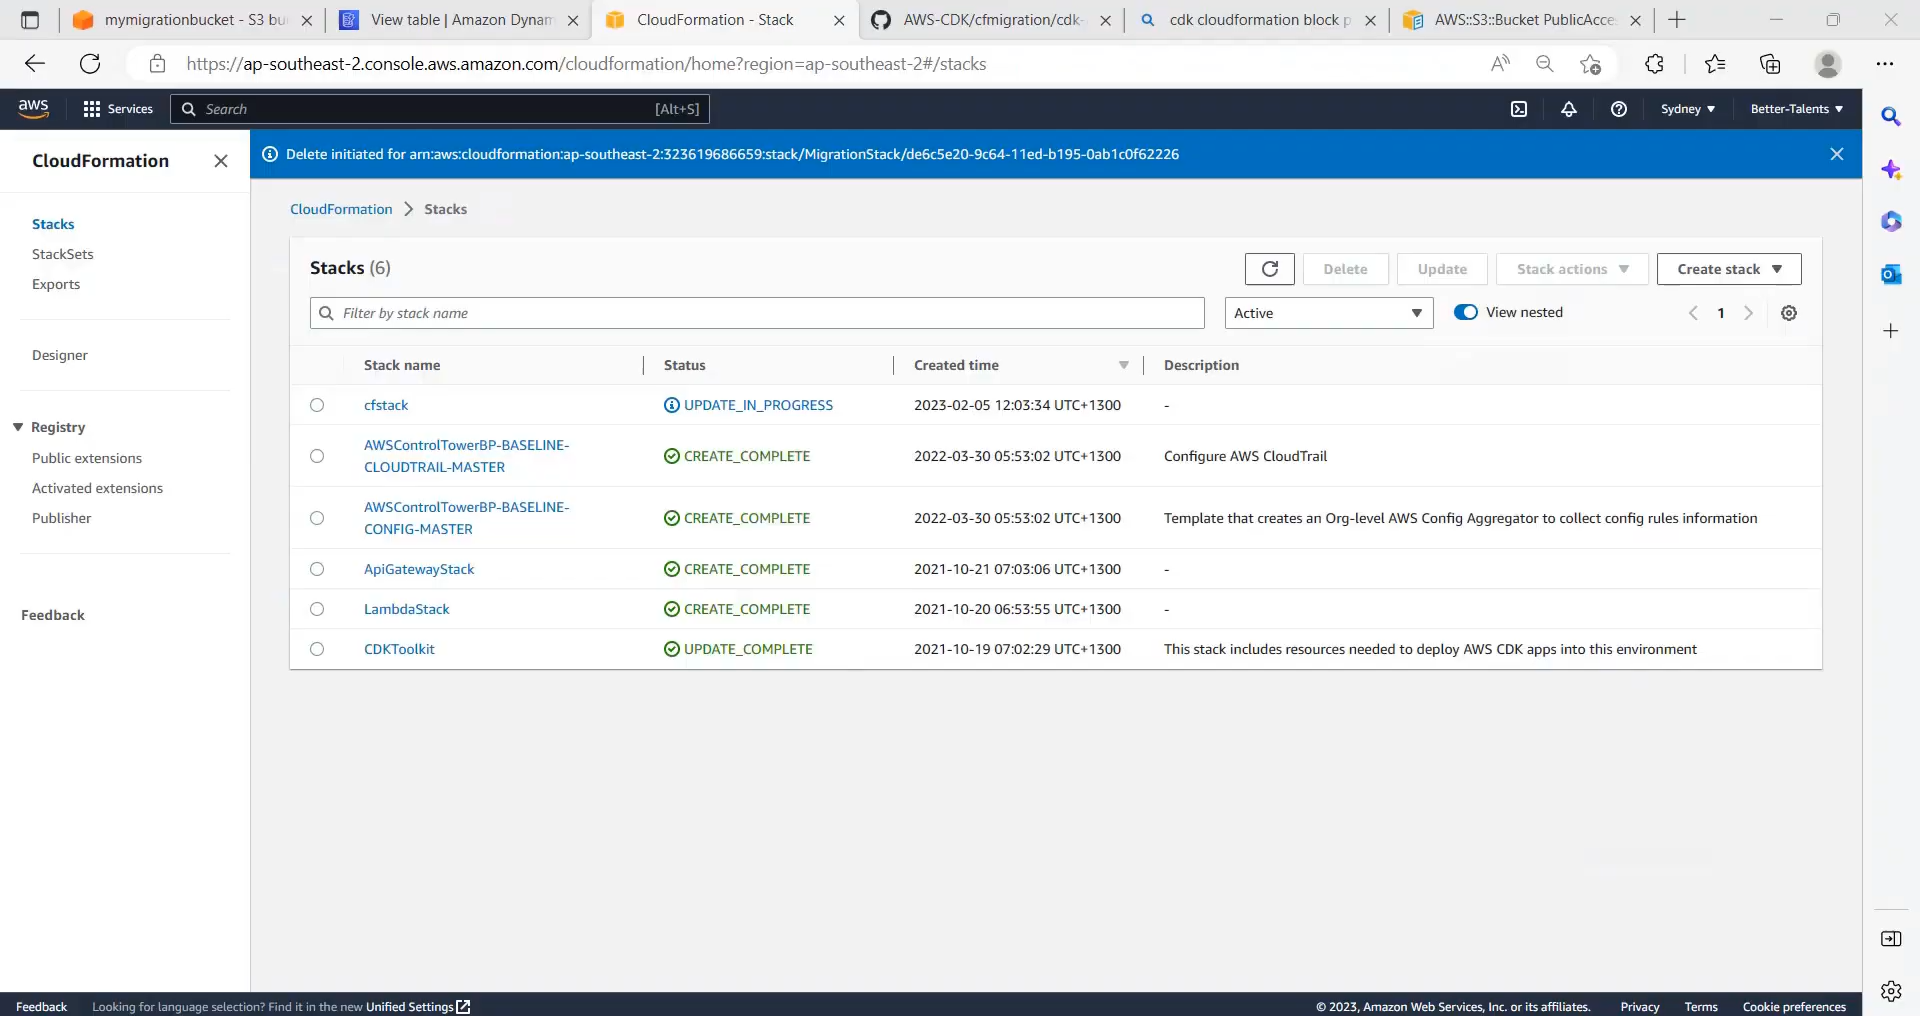 mymigrationbucket - S3 bu
View table | Amazon Dynam
CloudFormation - Stack
AWS-CDK/cfmigration/cdk-
cdk cloudformation block p
AWS::S3::Bucket PublicAcce
https://ap-southeast-2.console.aws.amazon.com/cloudformation/home?region=ap-southeast-2#/stacks
aws
Services
Search
[Alt+S]
Sydney
Better-Talents
CloudFormation
Delete initiated for arn:aws:cloudformation:ap-southeast-2:323619686659:stack/MigrationStack/de6c5e20-9c64-11ed-b195-0ab1c0f62226
Stacks
StackSets
Exports
Designer
Registry
Public extensions
Activated extensions
Publisher
Feedback
CloudFormation > Stacks
Stacks (6)
Delete
Update
Stack actions
Create stack
Filter by stack name
Active
View nested
1
Stack name Status Created time Description
cfstack UPDATE_IN_PROGRESS 2023-02-05 12:03:34 UTC+1300 -
AWSControlTowerBP-BASELINE-
CLOUDTRAIL-MASTER
CREATE_COMPLETE 2022-03-30 05:53:02 UTC+1300 Configure AWS CloudTrail
AWSControlTowerBP-BASELINE-
CONFIG-MASTER
CREATE_COMPLETE 2022-03-30 05:53:02 UTC+1300 Template that creates an Org-level AWS Config Aggregator to collect config rules information
ApiGatewayStack CREATE_COMPLETE 2021-10-21 07:03:06 UTC+1300 -
LambdaStack CREATE_COMPLETE 2021-10-20 06:53:55 UTC+1300 -
CDKToolkit UPDATE_COMPLETE 2021-10-19 07:02:29 UTC+1300 This stack includes resources needed to deploy AWS CDK apps into this environment
Feedback Looking for language selection? Find it in the new Unified Settings
© 2023, Amazon Web Services, Inc. or its affiliates. Privacy Terms Cookie preferences